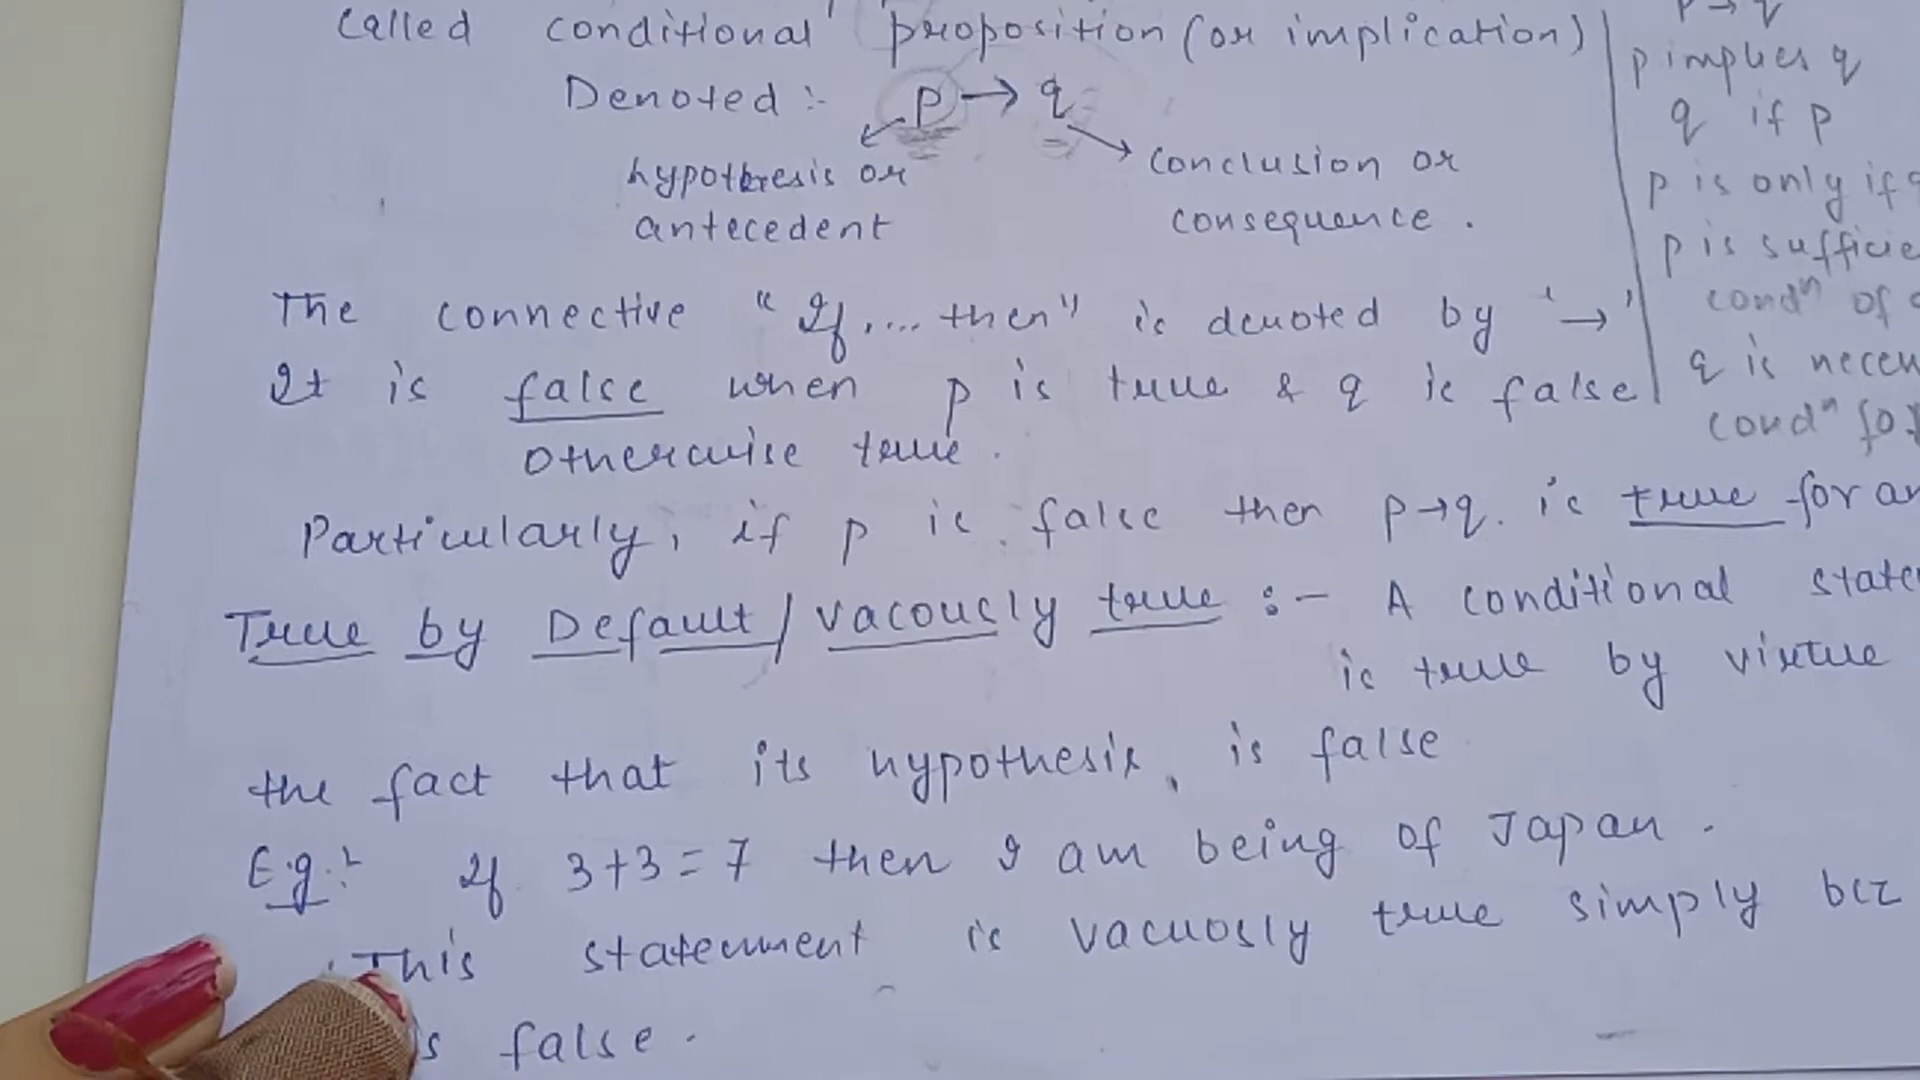 called conditional proposition (or implication)
Denoted :- p → q
hypothesis or
antecedent
conclusion or
consequence.
The connective "If .... then" is denoted by '→'
It is false when p is true & q is false
otherwise true.
Particularly, if p is false then p→q. is true for
True by Default / vacously true :- A conditional
is true by virtue
the fact that its hypothesis, is false
E.g:- If 3+3=7 then I am being of Japan.
This statement is vacuosly true simply bcz
false.
p → q
p implies q
q if p
p is only if
p is
condn of
q is
condn for